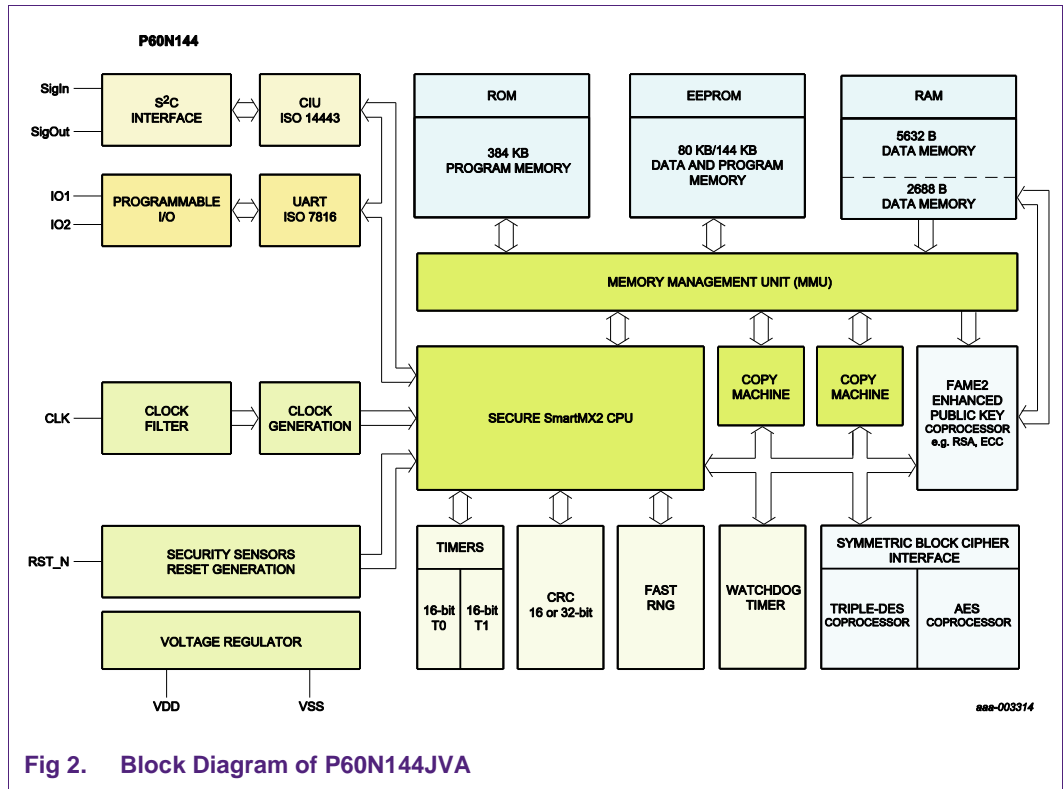 P60N144
SigIn
SigOut
S²C
INTERFACE
CIU
ISO 14443
IO1
IO2
PROGRAMMABLE
I/O
UART
ISO 7816
ROM
384 KB
PROGRAM MEMORY
EEPROM
80 KB/144 KB
DATA AND PROGRAM
MEMORY
RAM
5632 B
DATA MEMORY
2688 B
DATA MEMORY
MEMORY MANAGEMENT UNIT (MMU)
CLK
CLOCK
FILTER
CLOCK
GENERATION
SECURE SmartMX2 CPU
COPY
MACHINE
COPY
MACHINE
FAME2
ENHANCED
PUBLIC KEY
COPROCESSOR
e.g. RSA, ECC
RST_N
SECURITY SENSORS
RESET GENERATION
TIMERS
16-bit
T0
16-bit
T1
CRC
16 or 32-bit
FAST
RNG
WATCHDOG
TIMER
SYMMETRIC BLOCK CIPHER
INTERFACE
TRIPLE-DES
COPROCESSOR
AES
COPROCESSOR
VOLTAGE REGULATOR
VDD
VSS
aaa-003314
Fig 2. Block Diagram of P60N144JVA